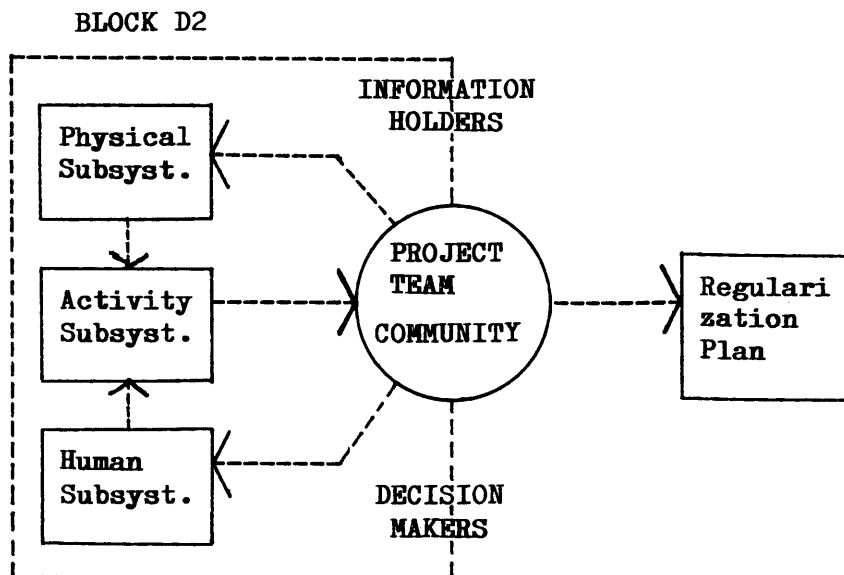 BLOCK D2
INFORMATION
HOLDERS
Physical
Subsyst.
PROJECT
TEAM
COMMUNITY
Activity
Subsyst.
Regulari
zation
Plan
Human
Subsyst.
DECISION
MAKERS